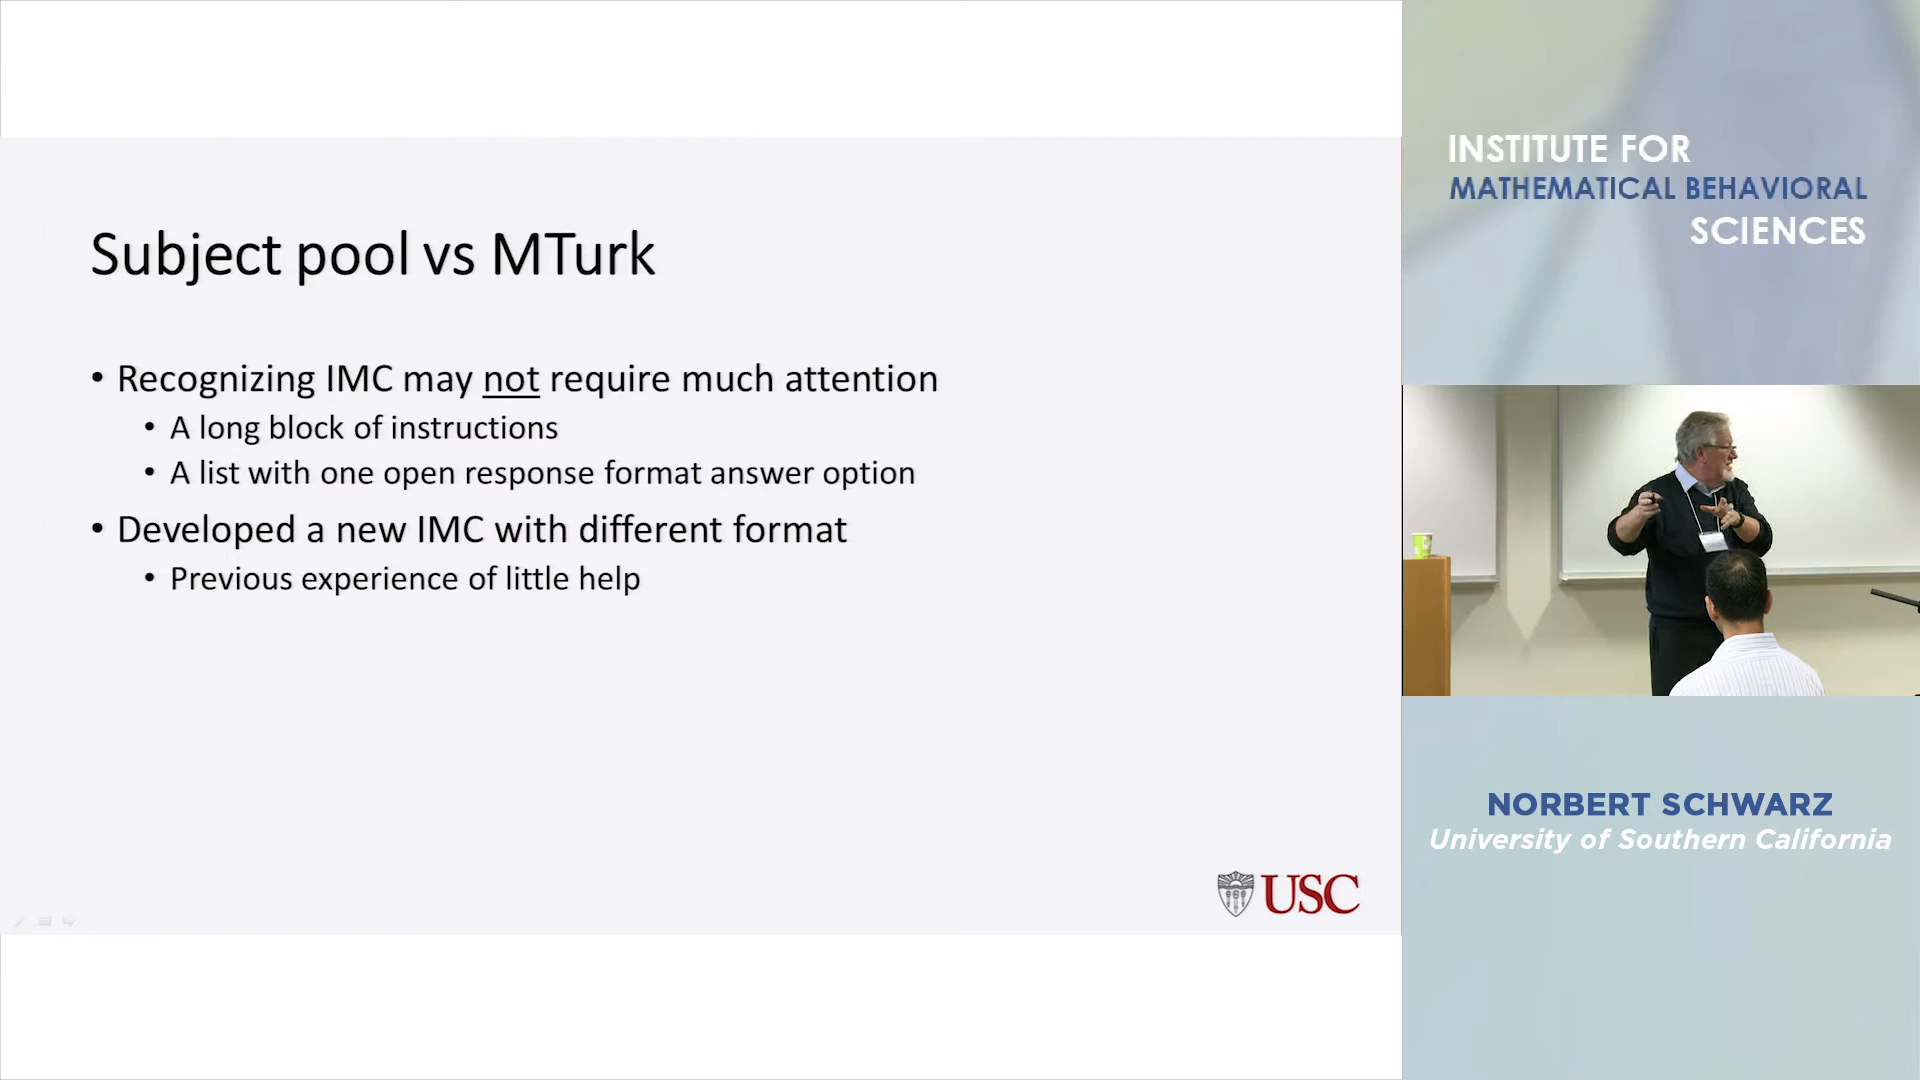 Subject pool vs MTurk
• Recognizing IMC may not require much attention
• A long block of instructions
• A list with one open response format answer option
• Developed a new IMC with different format
• Previous experience of little help
USC
INSTITUTE FOR
MATHEMATICAL BEHAVIORAL
SCIENCES
NORBERT SCHWARZ
University of Southern California